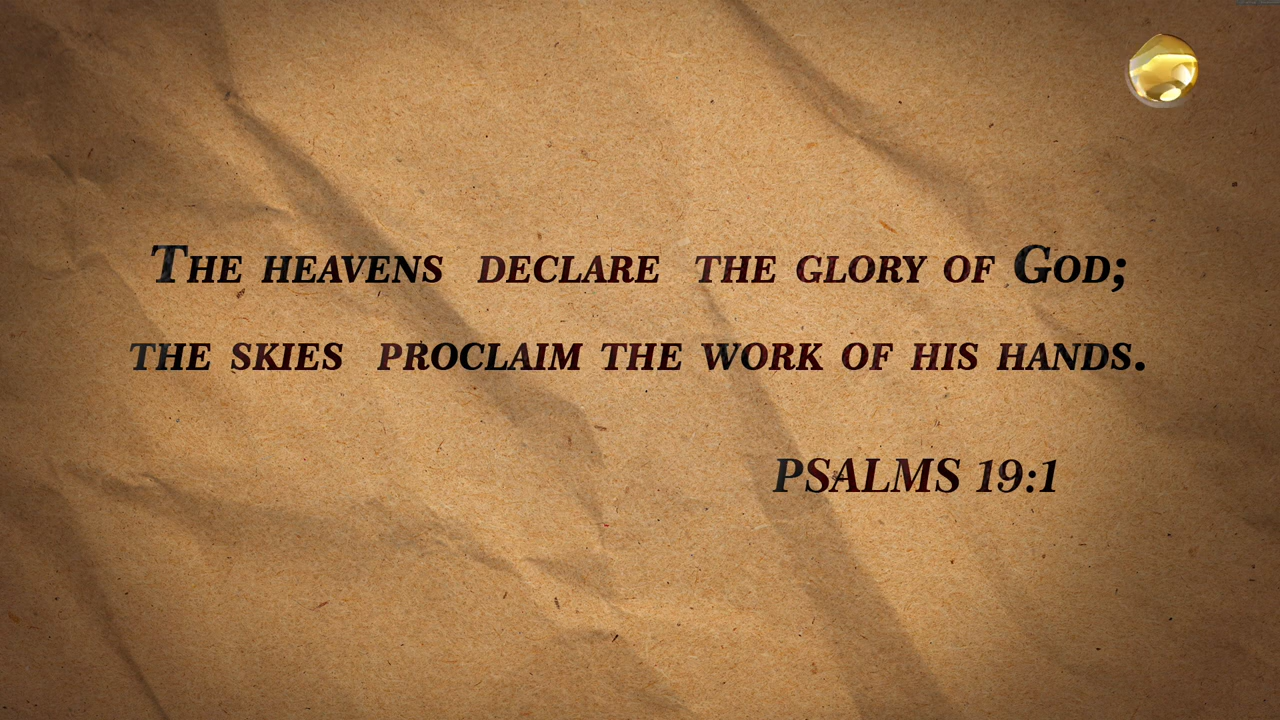 The heavens declare the glory of God;
the skies proclaim the work of his hands.
PSALMS 19:1